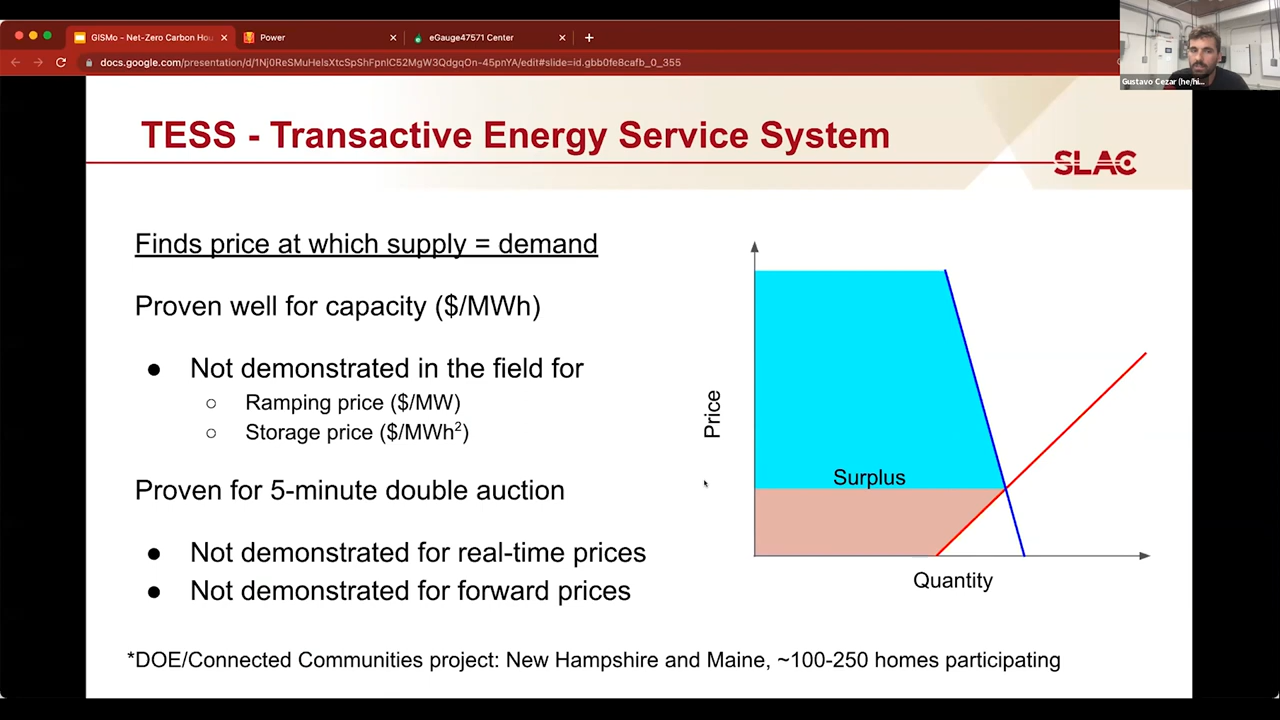 GISMo - Net-Zero Carbon Hou
Power
eGauge47571 Center
docs.google.com/presentation/d/1Nj0ReSMuHeIsXtcSpShFpnIC52MgW3QdgqOn-45pnYA/edit#slide=id.gbb0fe8cafb_0_355
Gustavo Cezar (he/hi...
TESS - Transactive Energy Service System
SLAC
Finds price at which supply = demand
Proven well for capacity ($/MWh)
● Not demonstrated in the field for
○ Ramping price ($/MW)
○ Storage price ($/MWh²)
Proven for 5-minute double auction
● Not demonstrated for real-time prices
● Not demonstrated for forward prices
Price
Surplus
Quantity
*DOE/Connected Communities project: New Hampshire and Maine, ~100-250 homes participating